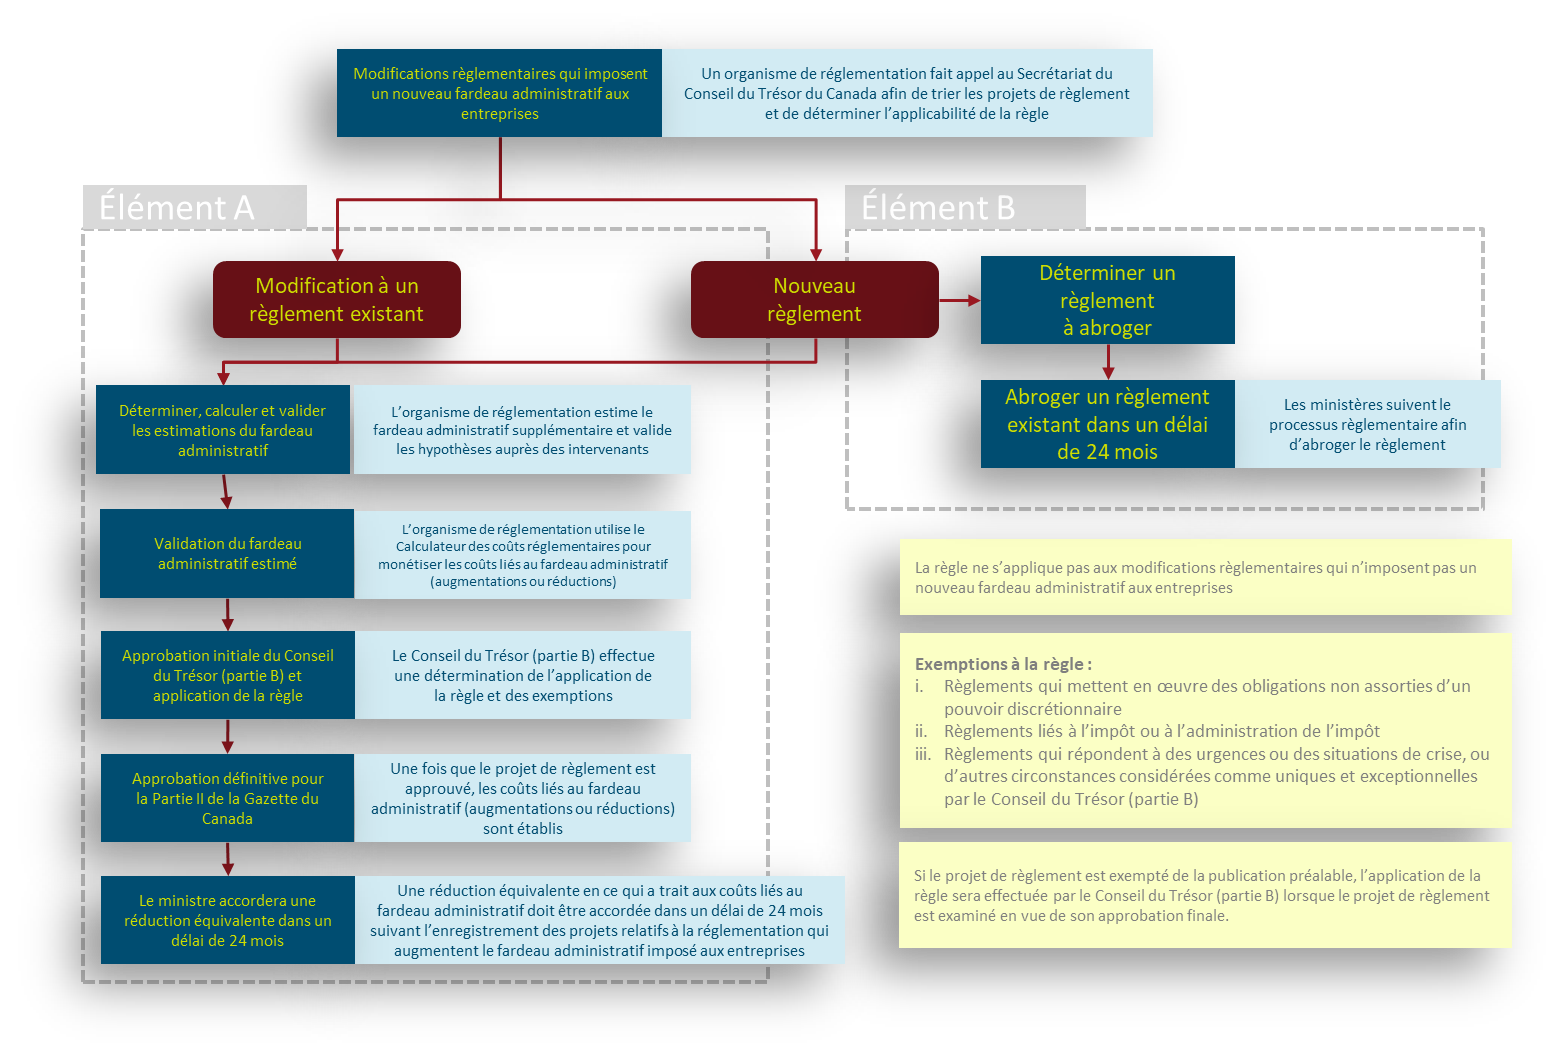 Modifications règlementaires qui imposent
un nouveau fardeau administratif aux
entreprises
Un organisme de réglementation fait appel au Secrétariat du
Conseil du Trésor du Canada afin de trier les projets de règlement
et de déterminer l’applicabilité de la règle
Élément A
Modification à un
règlement existant
Nouveau
règlement
Déterminer, calculer et valider
les estimations du fardeau
administratif
L’organisme de réglementation estime le
fardeau administratif supplémentaire et valide
les hypothèses auprès des intervenants
Validation du fardeau
administratif estimé
L’organisme de réglementation utilise le
Calculateur des coûts réglementaires pour
monétiser les coûts liés au fardeau administratif
(augmentations ou réductions)
Approbation initiale du Conseil
du Trésor (partie B) et
application de la règle
Le Conseil du Trésor (partie B) effectue
une détermination de l’application de
la règle et des exemptions
Approbation définitive pour
la Partie II de la Gazette du
Canada
Une fois que le projet de règlement est
approuvé, les coûts liés au fardeau
administratif (augmentations ou réductions)
sont établis
Le ministre accordera une
réduction équivalente dans un
délai de 24 mois
Une réduction équivalente en ce qui a trait aux coûts liés au
fardeau administratif doit être accordée dans un délai de 24 mois
suivant l’enregistrement des projets relatifs à la réglementation qui
augmentent le fardeau administratif imposé aux entreprises
Élément B
Déterminer un
règlement
à abroger
Abroger un règlement
existant dans un délai
de 24 mois
Les ministères suivent le
processus règlementaire afin
d’abroger le règlement
La règle ne s’applique pas aux modifications règlementaires qui n’imposent pas un
nouveau fardeau administratif aux entreprises
Exemptions à la règle :
i. Règlements qui mettent en œuvre des obligations non assorties d’un
pouvoir discrétionnaire
ii. Règlements liés à l’impôt ou à l’administration de l’impôt
iii. Règlements qui répondent à des urgences ou des situations de crise, ou
d’autres circonstances considérées comme uniques et exceptionnelles
par le Conseil du Trésor (partie B)
Si le projet de règlement est exempté de la publication préalable, l’application de la
règle sera effectuée par le Conseil du Trésor (partie B) lorsque le projet de règlement
est examiné en vue de son approbation finale.